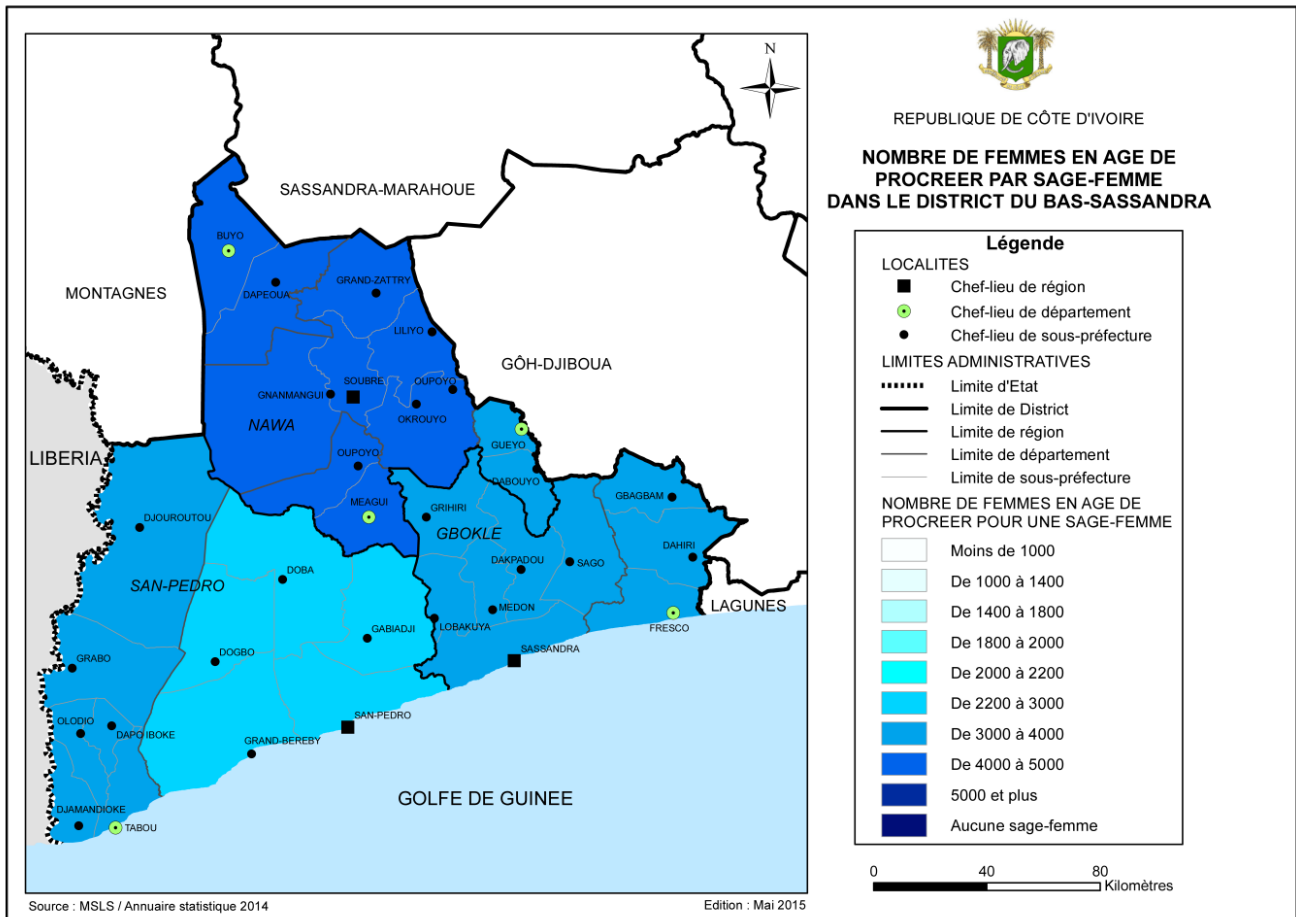 N
SASSANDRA-MARAHOUE
BUYO
MONTAGNES
DAPEOUA
GRAND-ZATTRY
LILIYO
GÔH-DJIBOUA
SOUBRE
OUPOYO
GNANMANGUI
OKROUYO
NAWA
GUEYO
OUPOYO
LIBERIA
DABOUYO
GBAGBAM
MEAGUI
GRIHIRI
DJOUROUTOU
GBOKLE
DAHIRI
DAKPADOU
SAGO
DOBA
SAN-PEDRO
MEDON
LAGUNES
LOBAKUYA
FRESCO
GABIADJI
SASSANDRA
DOGBO
GRABO
SAN-PEDRO
OLODIO
DAPO IBOKE
GRAND-BEREBY
GOLFE DE GUINEE
DJAMANDIOKE
TABOU
Source : MSLS / Annuaire statistique 2014
Edition : Mai 2015
REPUBLIQUE DE CÔTE D'IVOIRE
NOMBRE DE FEMMES EN AGE DE
PROCREER PAR SAGE-FEMME
DANS LE DISTRICT DU BAS-SASSANDRA
Légende
LOCALITES
Chef-lieu de région
Chef-lieu de département
Chef-lieu de sous-préfecture
LIMITES ADMINISTRATIVES
Limite d'Etat
Limite de District
Limite de région
Limite de département
Limite de sous-préfecture
NOMBRE DE FEMMES EN AGE DE
PROCREER POUR UNE SAGE-FEMME
Moins de 1000
De 1000 à 1400
De 1400 à 1800
De 1800 à 2000
De 2000 à 2200
De 2200 à 3000
De 3000 à 4000
De 4000 à 5000
5000 et plus
Aucune sage-femme
0 40 80
Kilomètres